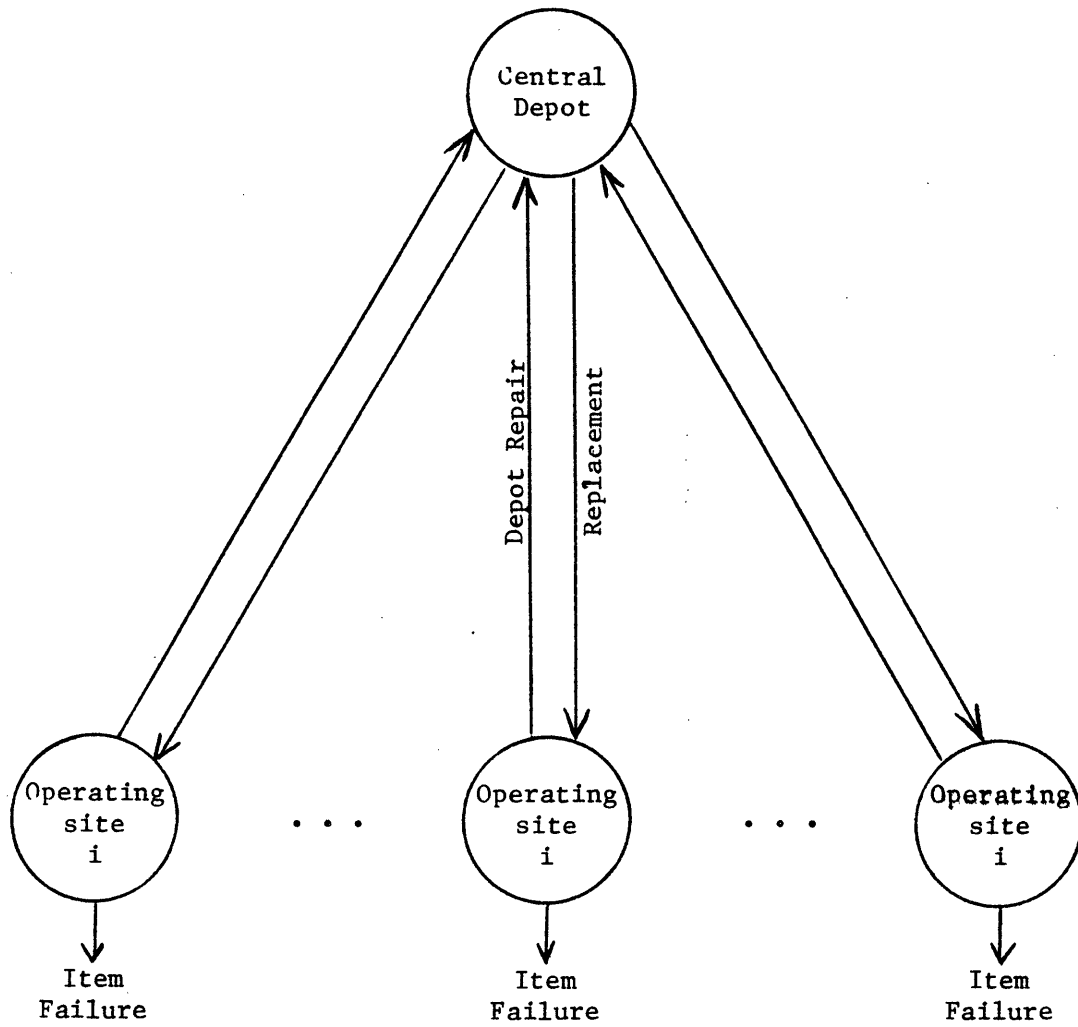 Central
Depot
Depot Repair
Replacement
Operating
site
i
. . .
Operating
site
i
. . .
Operating
site
i
Item
Failure
Item
Failure
Item
Failure